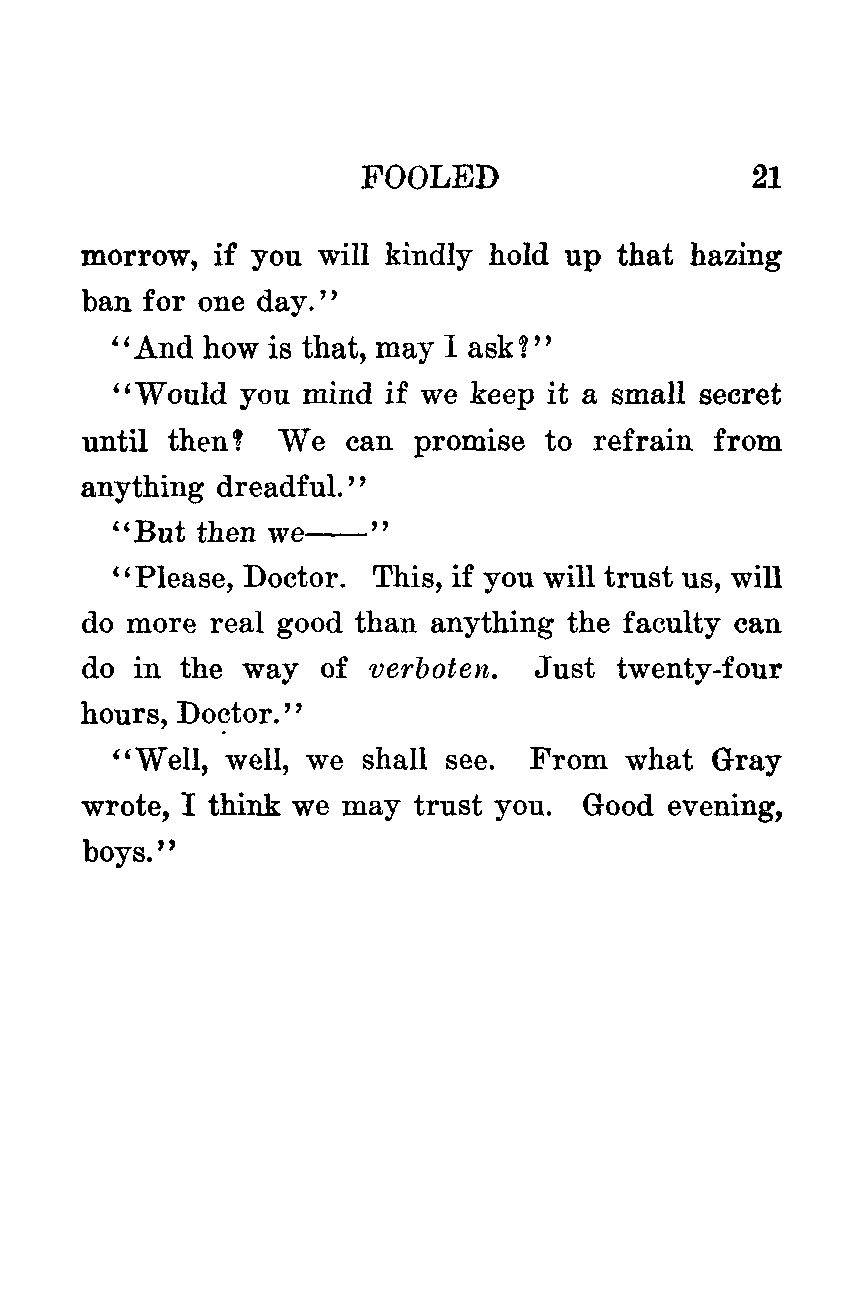 FOOLED 21
morrow, if you will kindly hold up that hazing
ban for one day."
"And how is that, may I ask?"
"Would you mind if we keep it a small secret
until then? We can promise to refrain from
anything dreadful."
"But then we——"
"Please, Doctor. This, if you will trust us, will
do more real good than anything the faculty can
do in the way of verboten. Just twenty-four
hours, Doctor."
"Well, well, we shall see. From what Gray
wrote, I think we may trust you. Good evening,
boys."